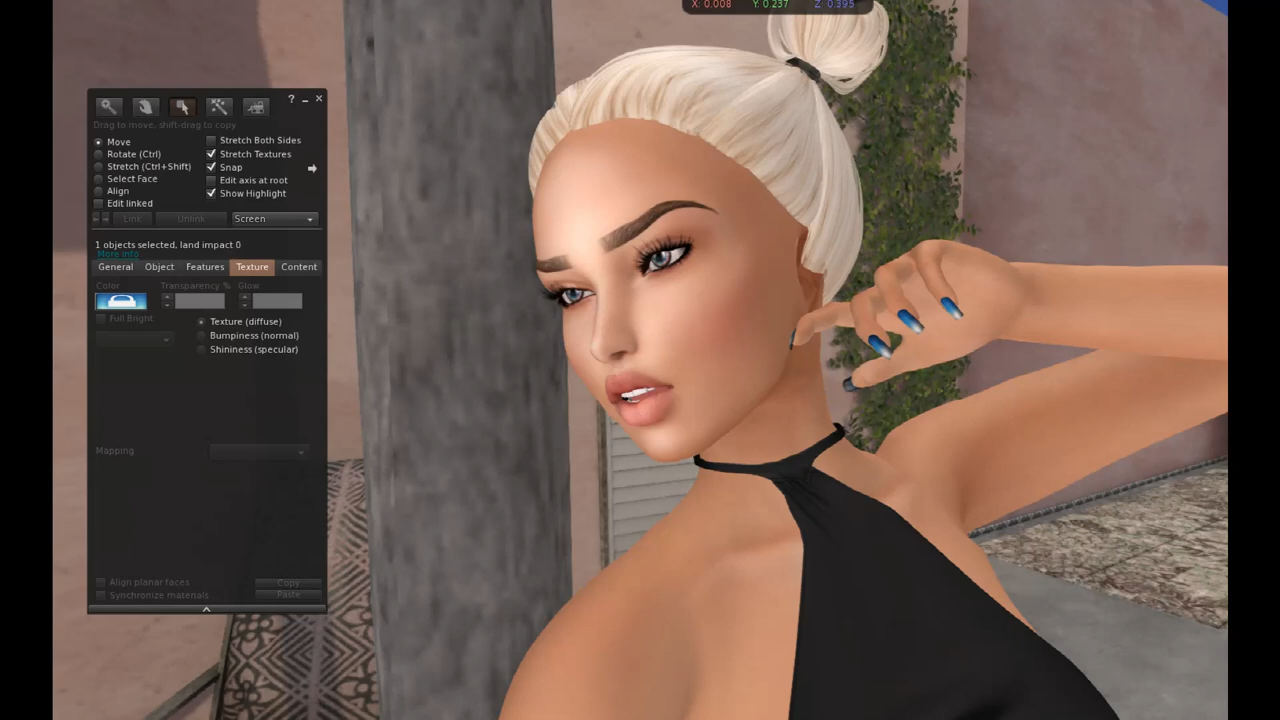 X: 0.008 Y: 0.237 Z: 0.395
?
Drag to move, shift-drag to copy
Move
Rotate (Ctrl)
Stretch (Ctrl+Shift)
Select Face
Align
Edit linked
Stretch Both Sides
Stretch Textures
Snap
Edit axis at root
Show Highlight
Link Unlink Screen
1 objects selected, land impact 0
More info
General Object Features Texture Content
Color Transparency % Glow
Full Bright
Texture (diffuse)
Bumpiness (normal)
Shininess (specular)
Mapping
Align planar faces Copy
Synchronize materials Paste